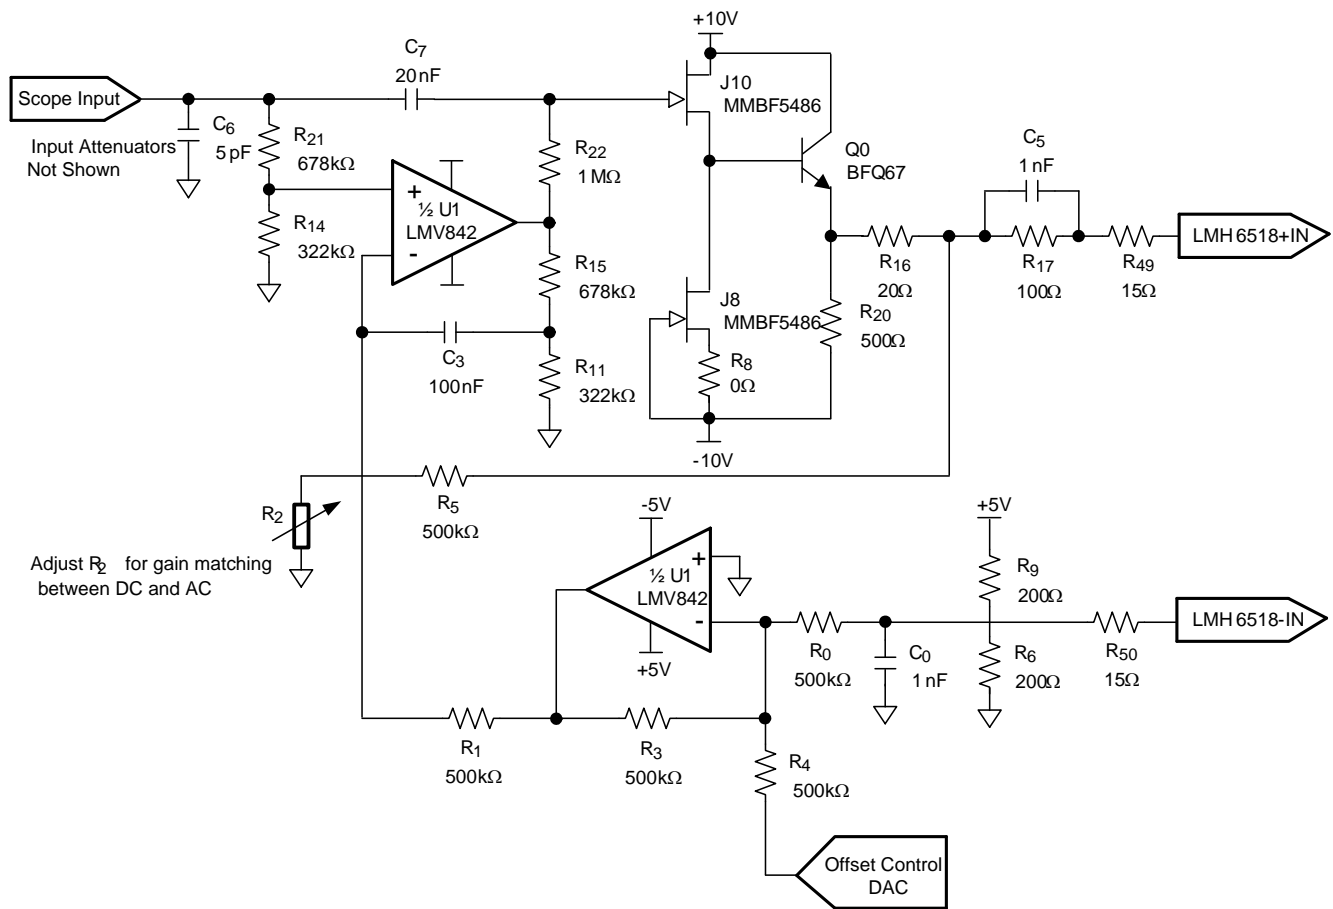 +10V
C7
20nF
Scope Input
J10
MMBF5486
C6
5pF
Input Attenuators
Not Shown
R21
678kΩ
R22
1MΩ
Q0
BFQ67
C5
1nF
+
½ U1
LMV842
-
R14
322kΩ
LMH6518+IN
R16
20Ω
R17
100Ω
R49
15Ω
R15
678kΩ
J8
MMBF5486
R20
500Ω
C3
100nF
R11
322kΩ
R8
0Ω
-10V
R5
500kΩ
R2
Adjust R2 for gain matching
between DC and AC
-5V
+5V
+
½ U1
LMV842
-
+5V
R9
200Ω
LMH6518-IN
R0
500kΩ
C0
1nF
R6
200Ω
R50
15Ω
R1
500kΩ
R3
500kΩ
R4
500kΩ
Offset Control
DAC